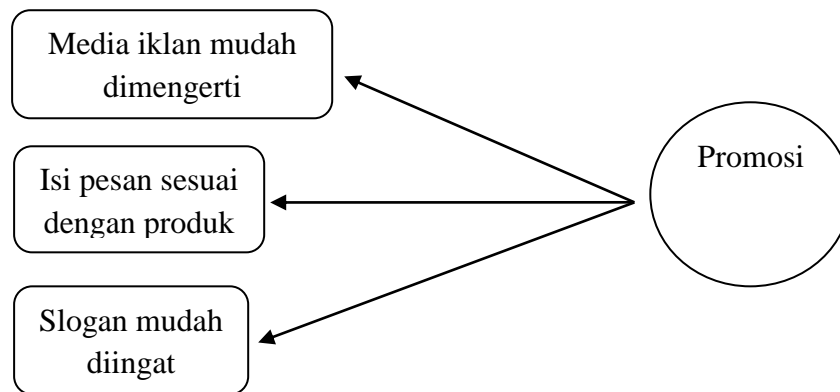 Media iklan mudah
dimengerti
Isi pesan sesuai
dengan produk
Slogan mudah
diingat
Promosi